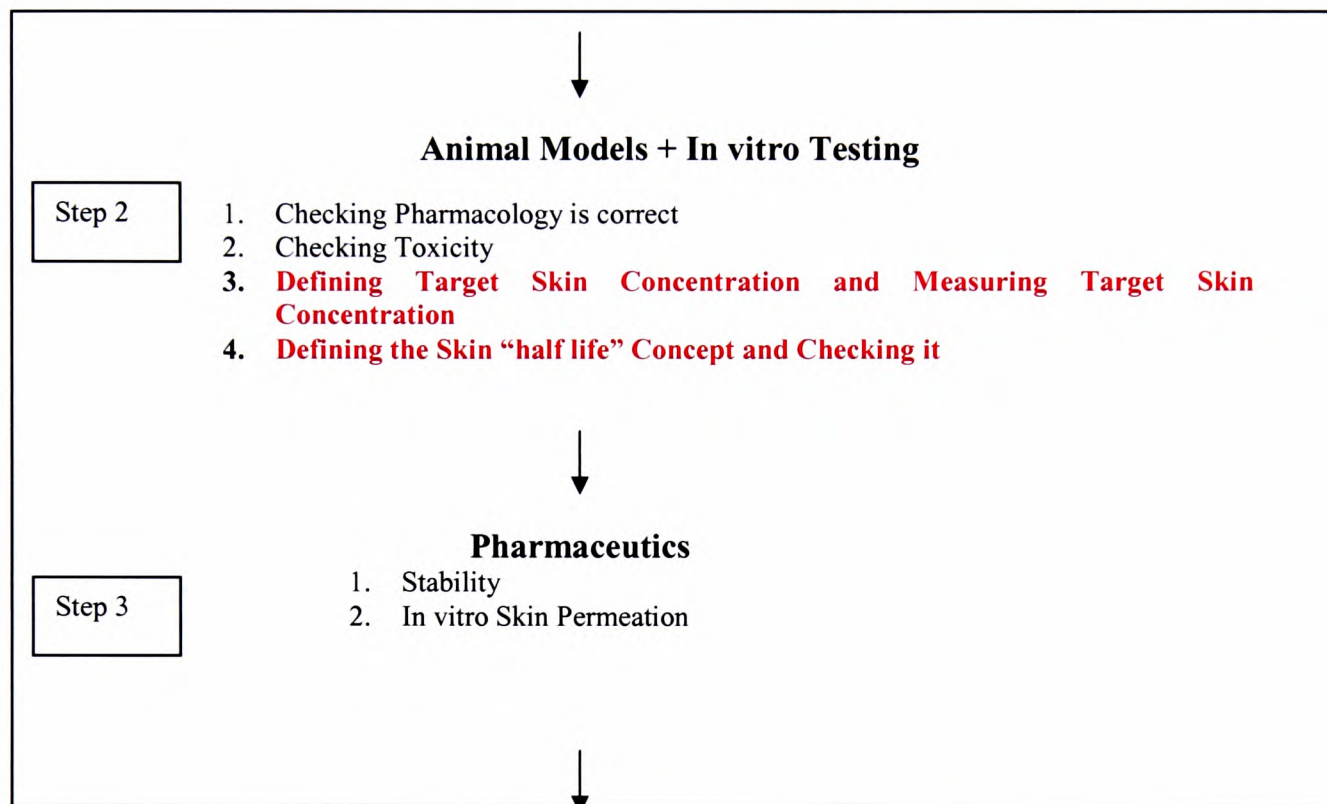 Animal Models + In vitro Testing
Step 2
1. Checking Pharmacology is correct
2. Checking Toxicity
3. Defining Target Skin Concentration and Measuring Target Skin
Concentration
4. Defining the Skin “half life” Concept and Checking it
Pharmaceutics
Step 3
1. Stability
2. In vitro Skin Permeation